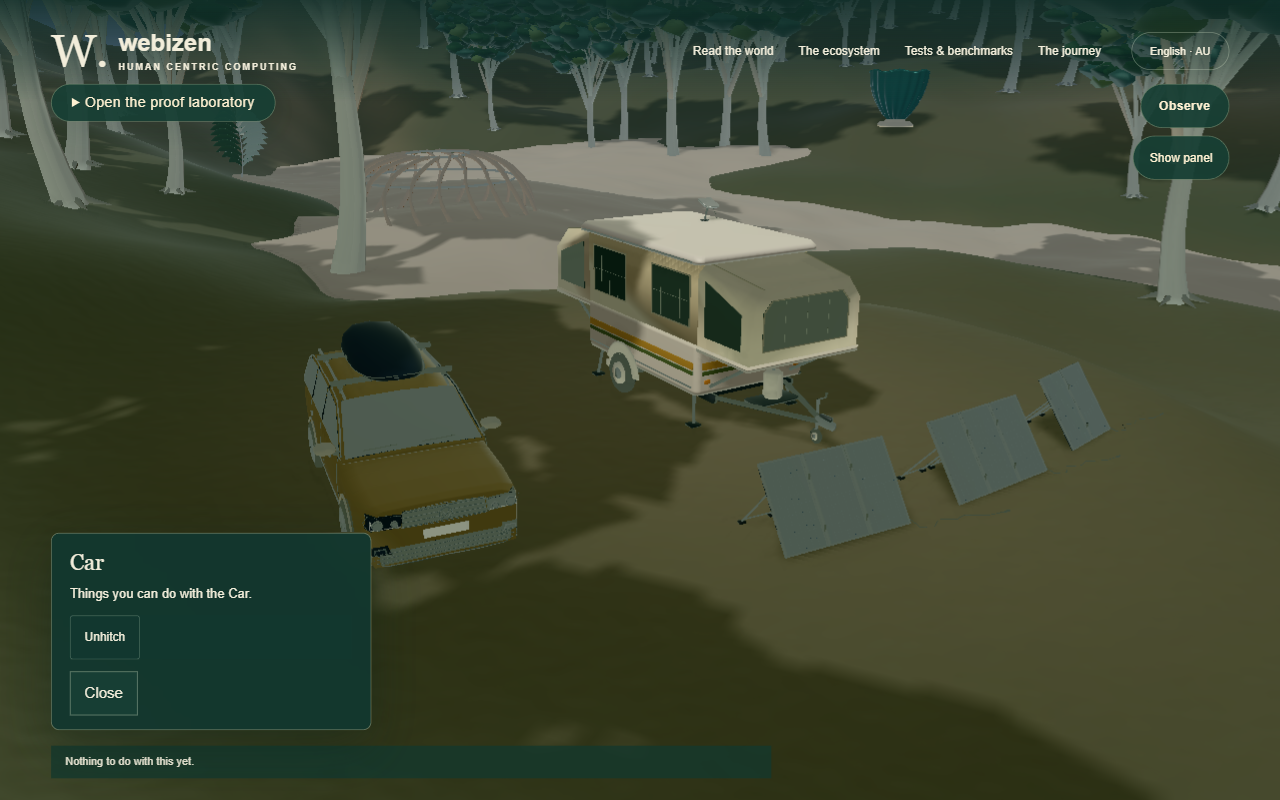 W.
webizen
HUMAN CENTRIC COMPUTING
Read the world
The ecosystem
Tests & benchmarks
The journey
English · AU
Open the proof laboratory
Observe
Show panel
Car
Things you can do with the Car.
Unhitch
Close
Nothing to do with this yet.